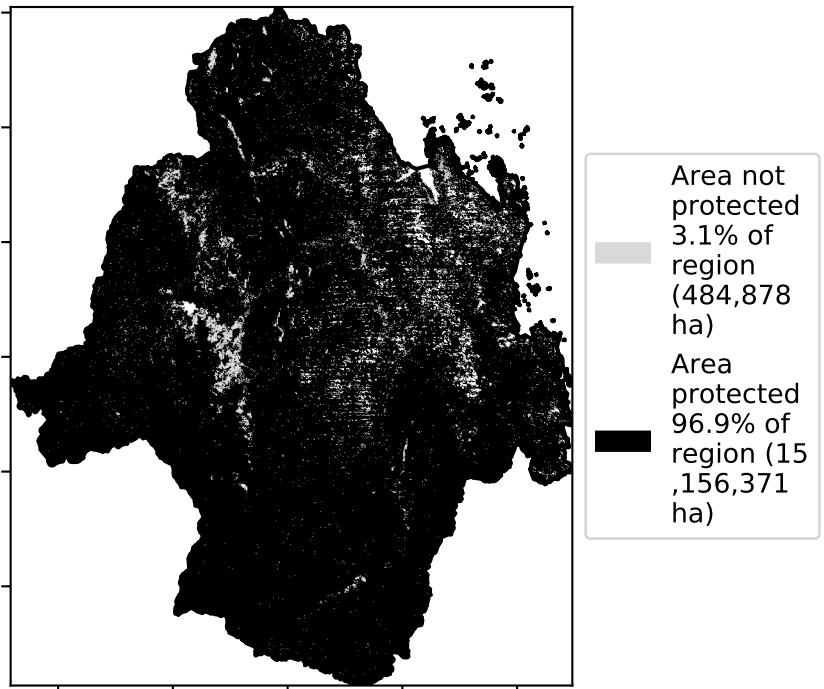 Area not
protected
3.1% of
region
(484,878
ha)
Area
protected
96.9% of
region (15
,156,371
ha)